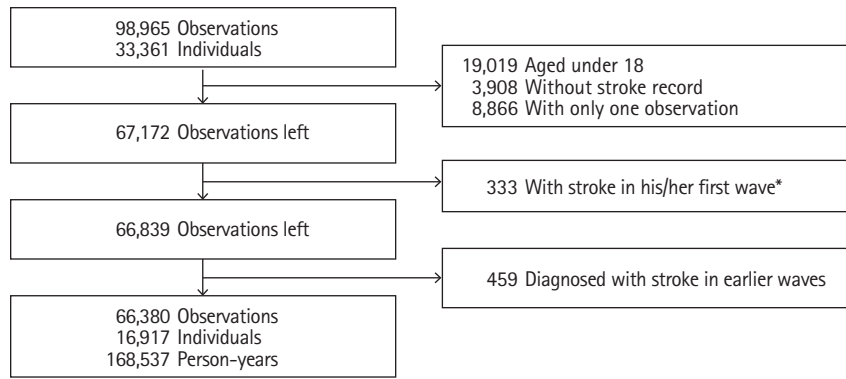 98,965 Observations
33,361 Individuals
19,019 Aged under 18
3,908 Without stroke record
8,866 With only one observation
67,172 Observations left
333 With stroke in his/her first wave*
66,839 Observations left
459 Diagnosed with stroke in earlier waves
66,380 Observations
16,917 Individuals
168,537 Person-years